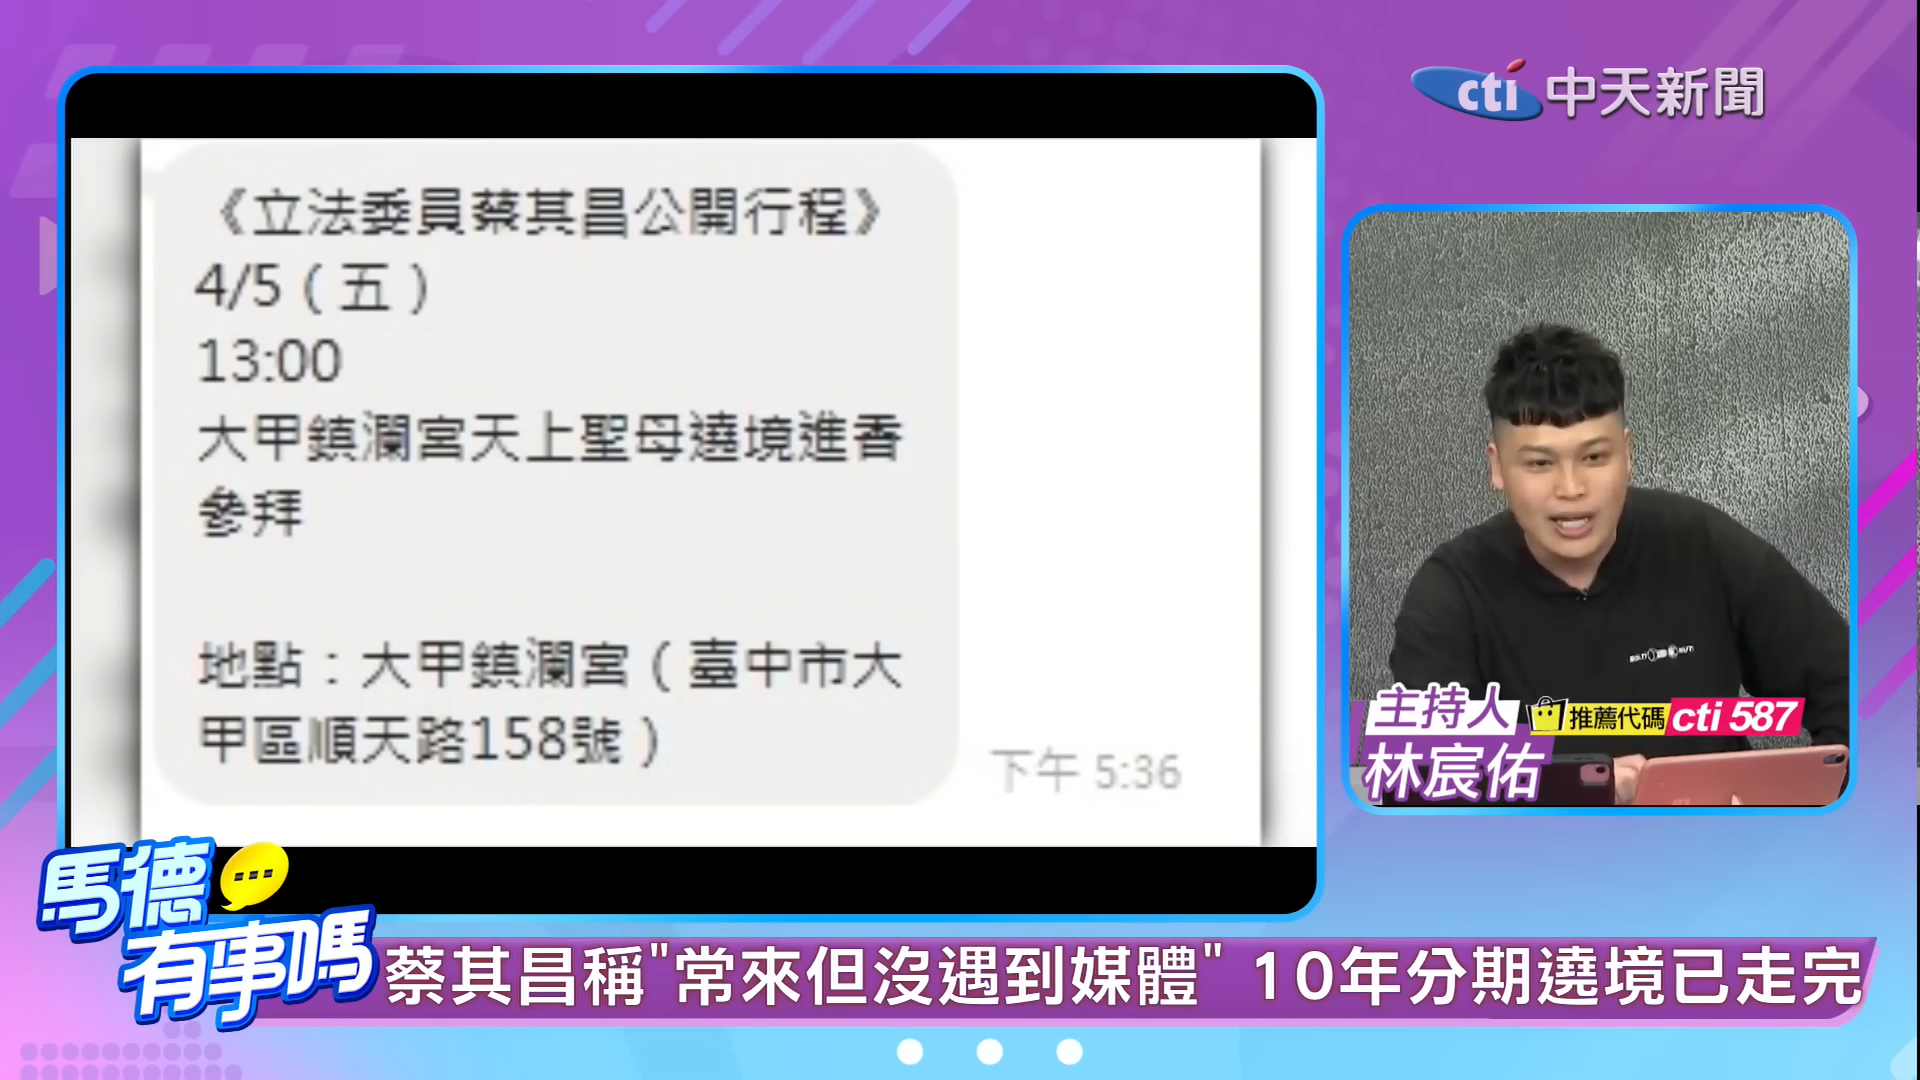 cti 中天新聞
《立法委員蔡其昌公開行程》
4/5（五）
13:00
大甲鎮瀾宮天上聖母遶境進香
參拜
地點：大甲鎮瀾宮（臺中市大
甲區順天路158號）
下午 5:36
主持人
推薦代碼 cti 587
林宸佑
馬德
有事嗎
蔡其昌稱"常來但沒遇到媒體" 10年分期遶境已走完